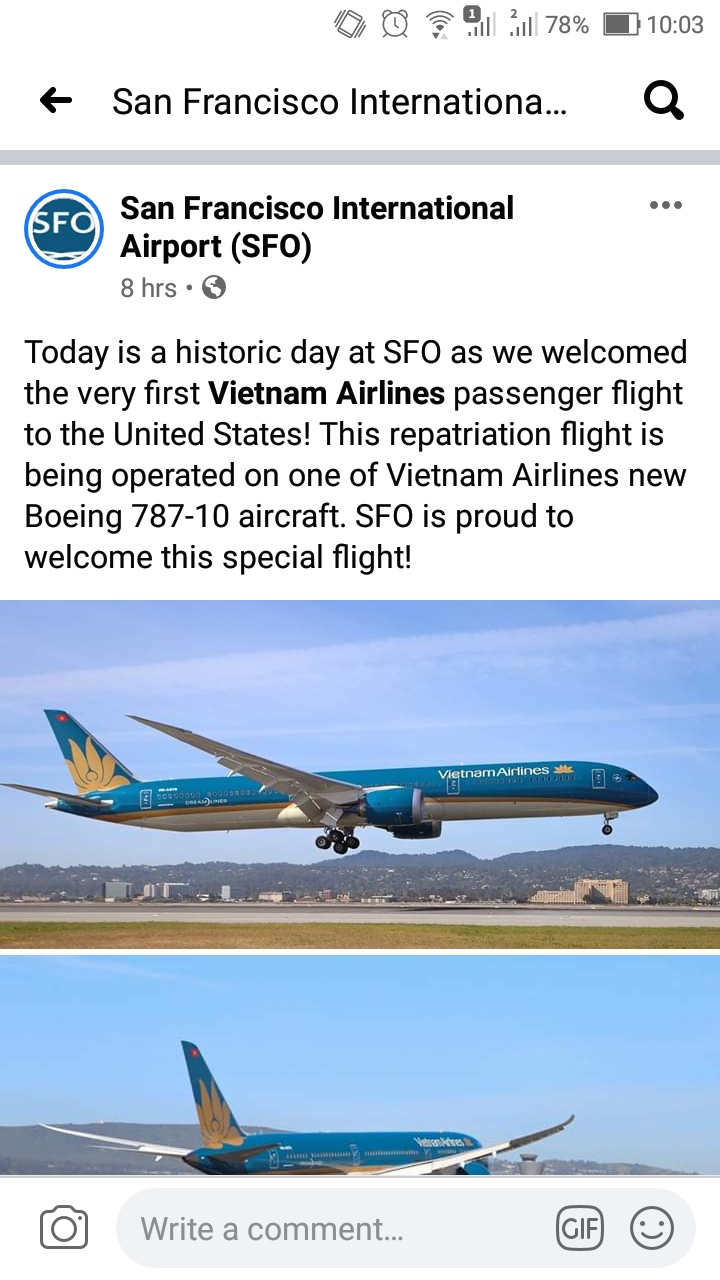 1 2 78% 10:03
San Francisco Internationa...
SFO
San Francisco International
Airport (SFO)
8 hrs •
Today is a historic day at SFO as we welcomed
the very first Vietnam Airlines passenger flight
to the United States! This repatriation flight is
being operated on one of Vietnam Airlines new
Boeing 787-10 aircraft. SFO is proud to
welcome this special flight!
Vietnam Airlines
DREAMLINER
Vietnam Airlines
Write a comment...
GIF